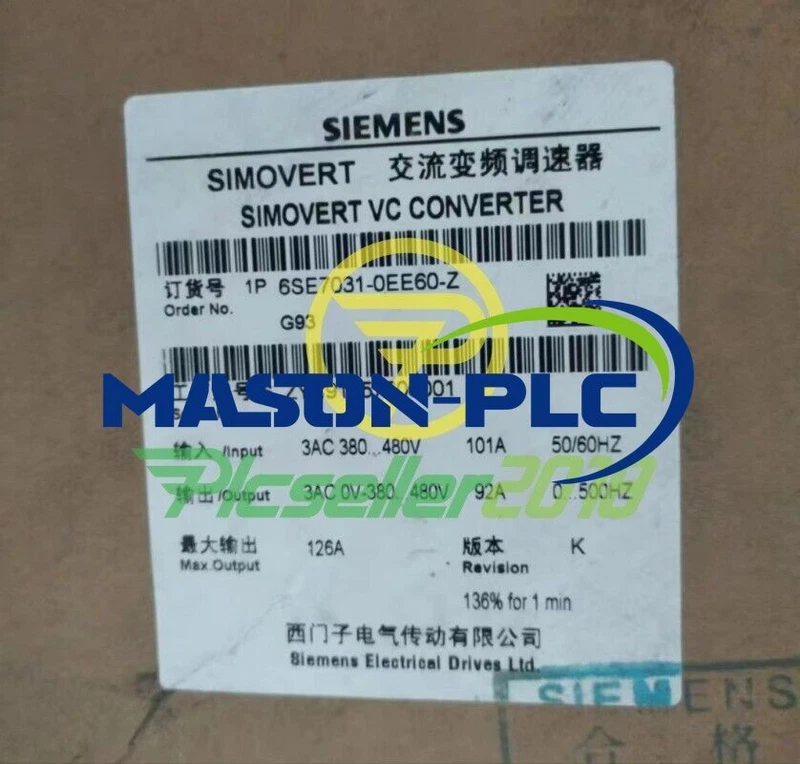 SIEMENS
SIMOVERT 交流变频调速器
SIMOVERT VC CONVERTER
订货号 1P 6SE7031-0EE60-Z
Order No.
G93
MASON-PLC
输入 /Input 3AC 380...480V 101A 50/60HZ
Plcseller2010
输出/Output 3AC 0V-380...480V 92A 0...500HZ
最大输出 126A 版本 K
Max.Output Revision
136% for 1 min
西门子电气传动有限公司
Siemens Electrical Drives Ltd.
SIEMENS
合格